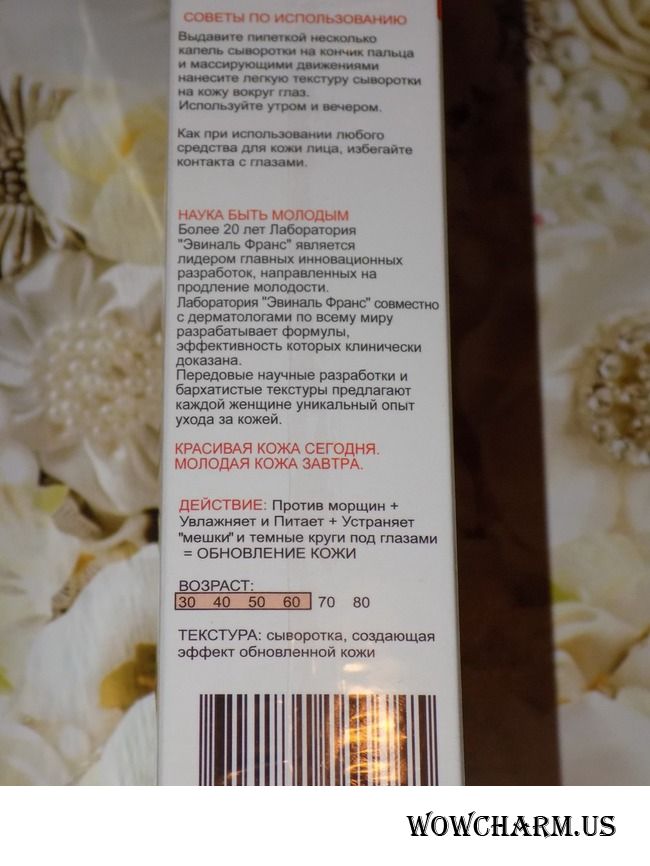 СОВЕТЫ ПО ИСПОЛЬЗОВАНИЮ
Выдавите пипеткой несколько
капель сыворотки на кончик пальца
и массирующими движениями
нанесите легкую текстуру сыворотки
на кожу вокруг глаз.
Используйте утром и вечером.
Как при использовании любого
средства для кожи лица, избегайте
контакта с глазами.
НАУКА БЫТЬ МОЛОДЫМ
Более 20 лет Лаборатория
"Эвиналь Франс" является
лидером главных инновационных
разработок, направленных на
продление молодости.
Лаборатория "Эвиналь Франс" совместно
с дерматологами по всему миру
разрабатывает формулы,
эффективность которых клинически
доказана.
Передовые научные разработки и
бархатистые текстуры предлагают
каждой женщине уникальный опыт
ухода за кожей.
КРАСИВАЯ КОЖА СЕГОДНЯ.
МОЛОДАЯ КОЖА ЗАВТРА.
ДЕЙСТВИЕ: Против морщин +
Увлажняет и Питает + Устраняет
"мешки" и темные круги под глазами
= ОБНОВЛЕНИЕ КОЖИ
ВОЗРАСТ:
30 40 50 60 70 80
ТЕКСТУРА: сыворотка, создающая
эффект обновленной кожи
WOWCHARM.US